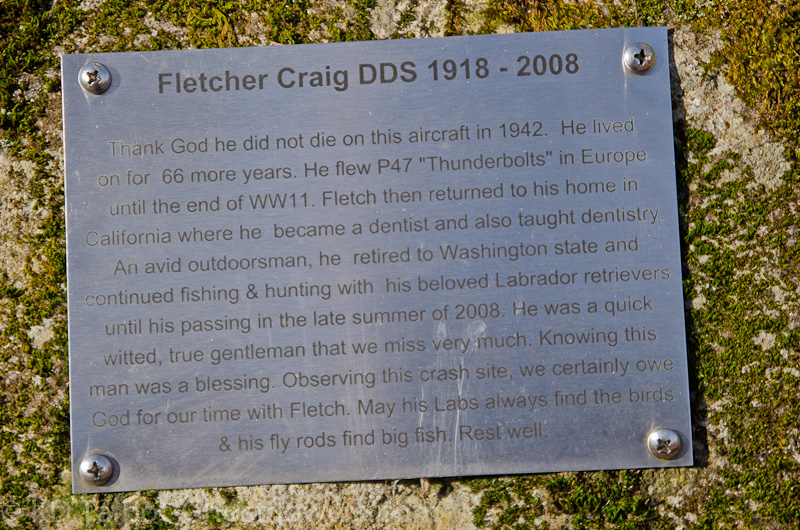 Fletcher Craig DDS 1918 - 2008
Thank God he did not die on this aircraft in 1942. He lived
on for 66 more years. He flew P47 "Thunderbolts" in Europe
until the end of WW11. Fletch then returned to his home in
California where he became a dentist and also taught dentistry.
An avid outdoorsman, he retired to Washington state and
continued fishing & hunting with his beloved Labrador retrievers
until his passing in the late summer of 2008. He was a quick
witted, true gentleman that we miss very much. Knowing this
man was a blessing. Observing this crash site, we certainly owe
God for our time with Fletch. May his Labs always find the birds
& his fly rods find big fish. Rest well.